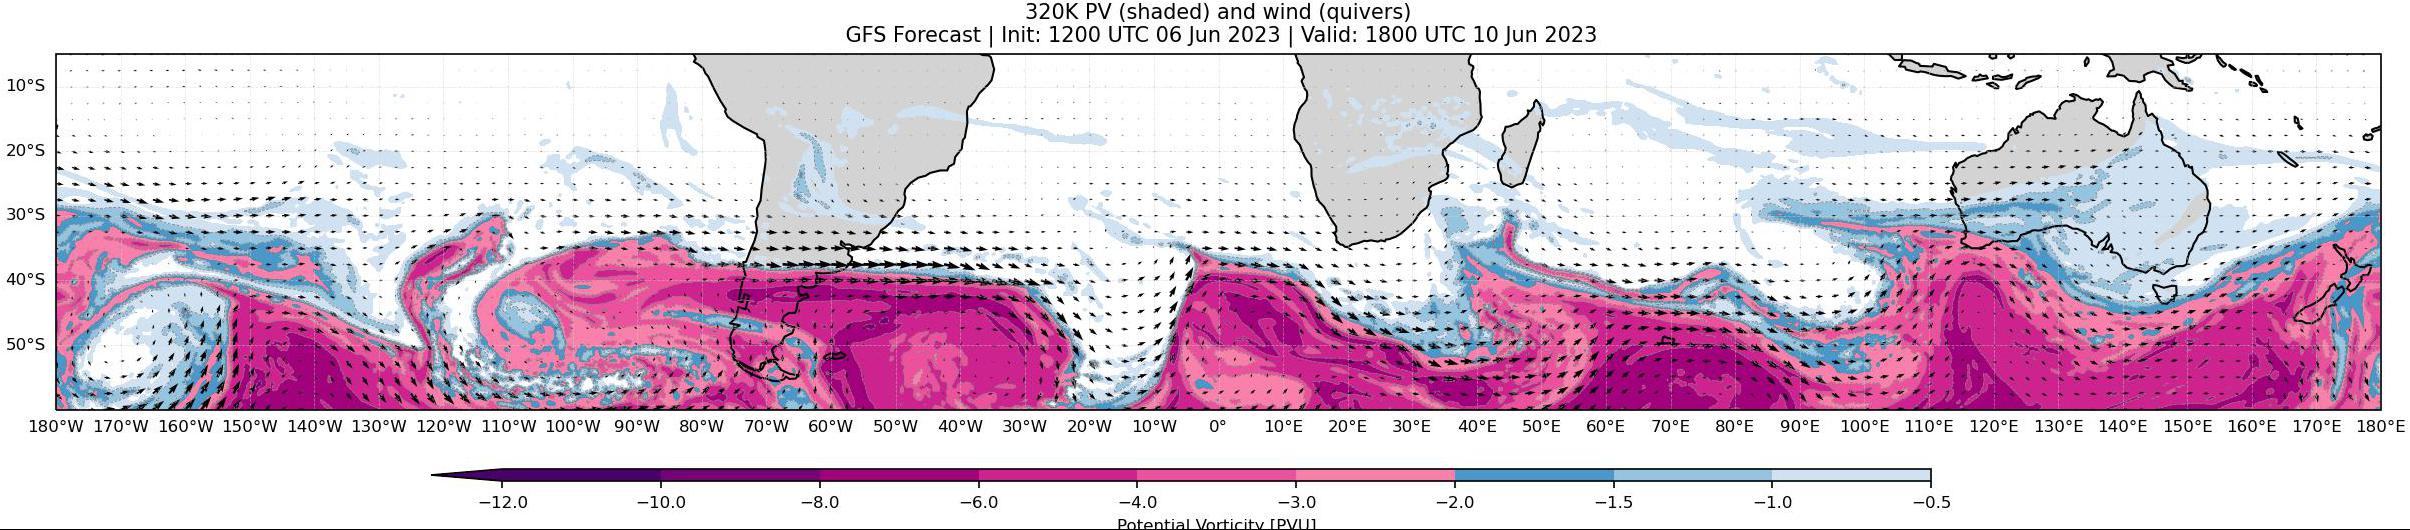 320K PV (shaded) and wind (quivers)
GFS Forecast | Init: 1200 UTC 06 Jun 2023 | Valid: 1800 UTC 10 Jun 2023
10°S
20°S
30°S
40°S
50°S
180°W 170°W 160°W 150°W 140°W 130°W 120°W 110°W 100°W 90°W 80°W 70°W 60°W 50°W 40°W 30°W 20°W 10°W 0° 10°E 20°E 30°E 40°E 50°E 60°E 70°E 80°E 90°E 100°E 110°E 120°E 130°E 140°E 150°E 160°E 170°E 180°E
−12.0 −10.0 −8.0 −6.0 −4.0 −3.0 −2.0 −1.5 −1.0 −0.5
Potential Vorticity [PVU]